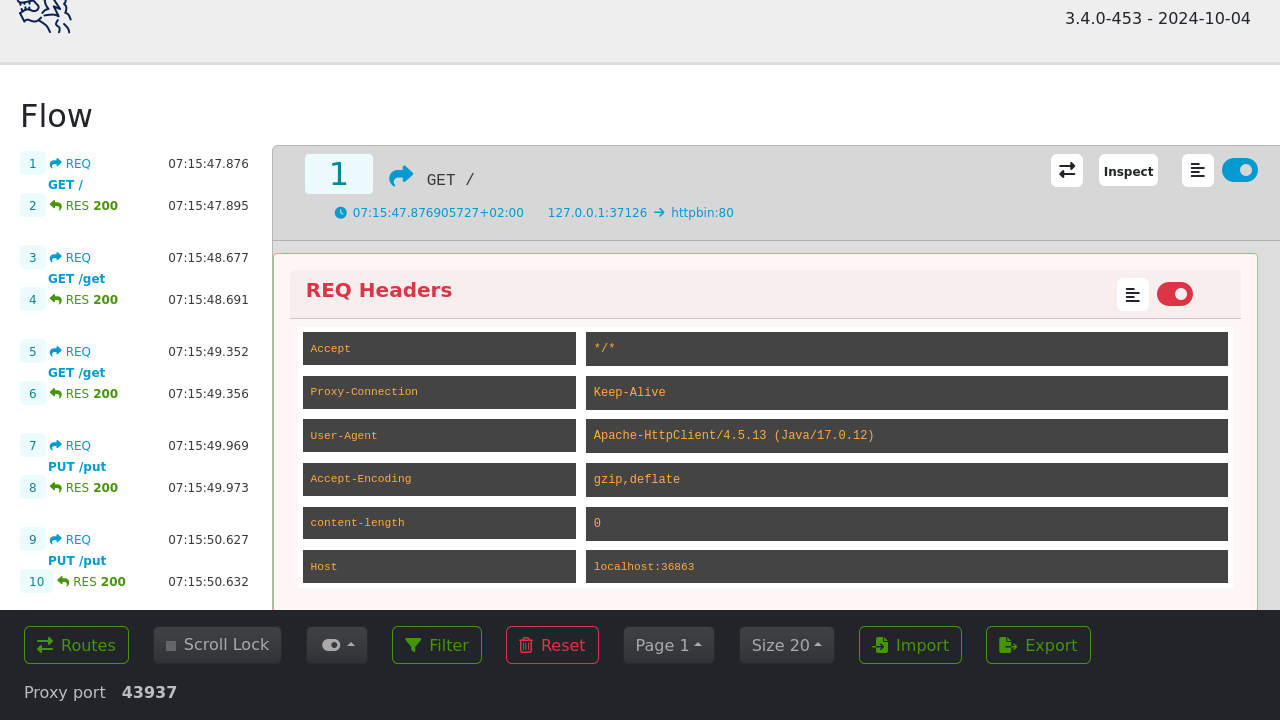 3.4.0-453 - 2024-10-04
Flow
1 REQ 07:15:47.876
GET /
2 RES 200 07:15:47.895
3 REQ 07:15:48.677
GET /get
4 RES 200 07:15:48.691
5 REQ 07:15:49.352
GET /get
6 RES 200 07:15:49.356
7 REQ 07:15:49.969
PUT /put
8 RES 200 07:15:49.973
9 REQ 07:15:50.627
PUT /put
10 RES 200 07:15:50.632
1 GET / Inspect
07:15:47.876905727+02:00 127.0.0.1:37126 httpbin:80
REQ Headers
Accept */*
Proxy-Connection Keep-Alive
User-Agent Apache-HttpClient/4.5.13 (Java/17.0.12)
Accept-Encoding gzip,deflate
content-length 0
Host localhost:36863
Routes Scroll Lock Filter Reset Page 1 Size 20 Import Export
Proxy port 43937